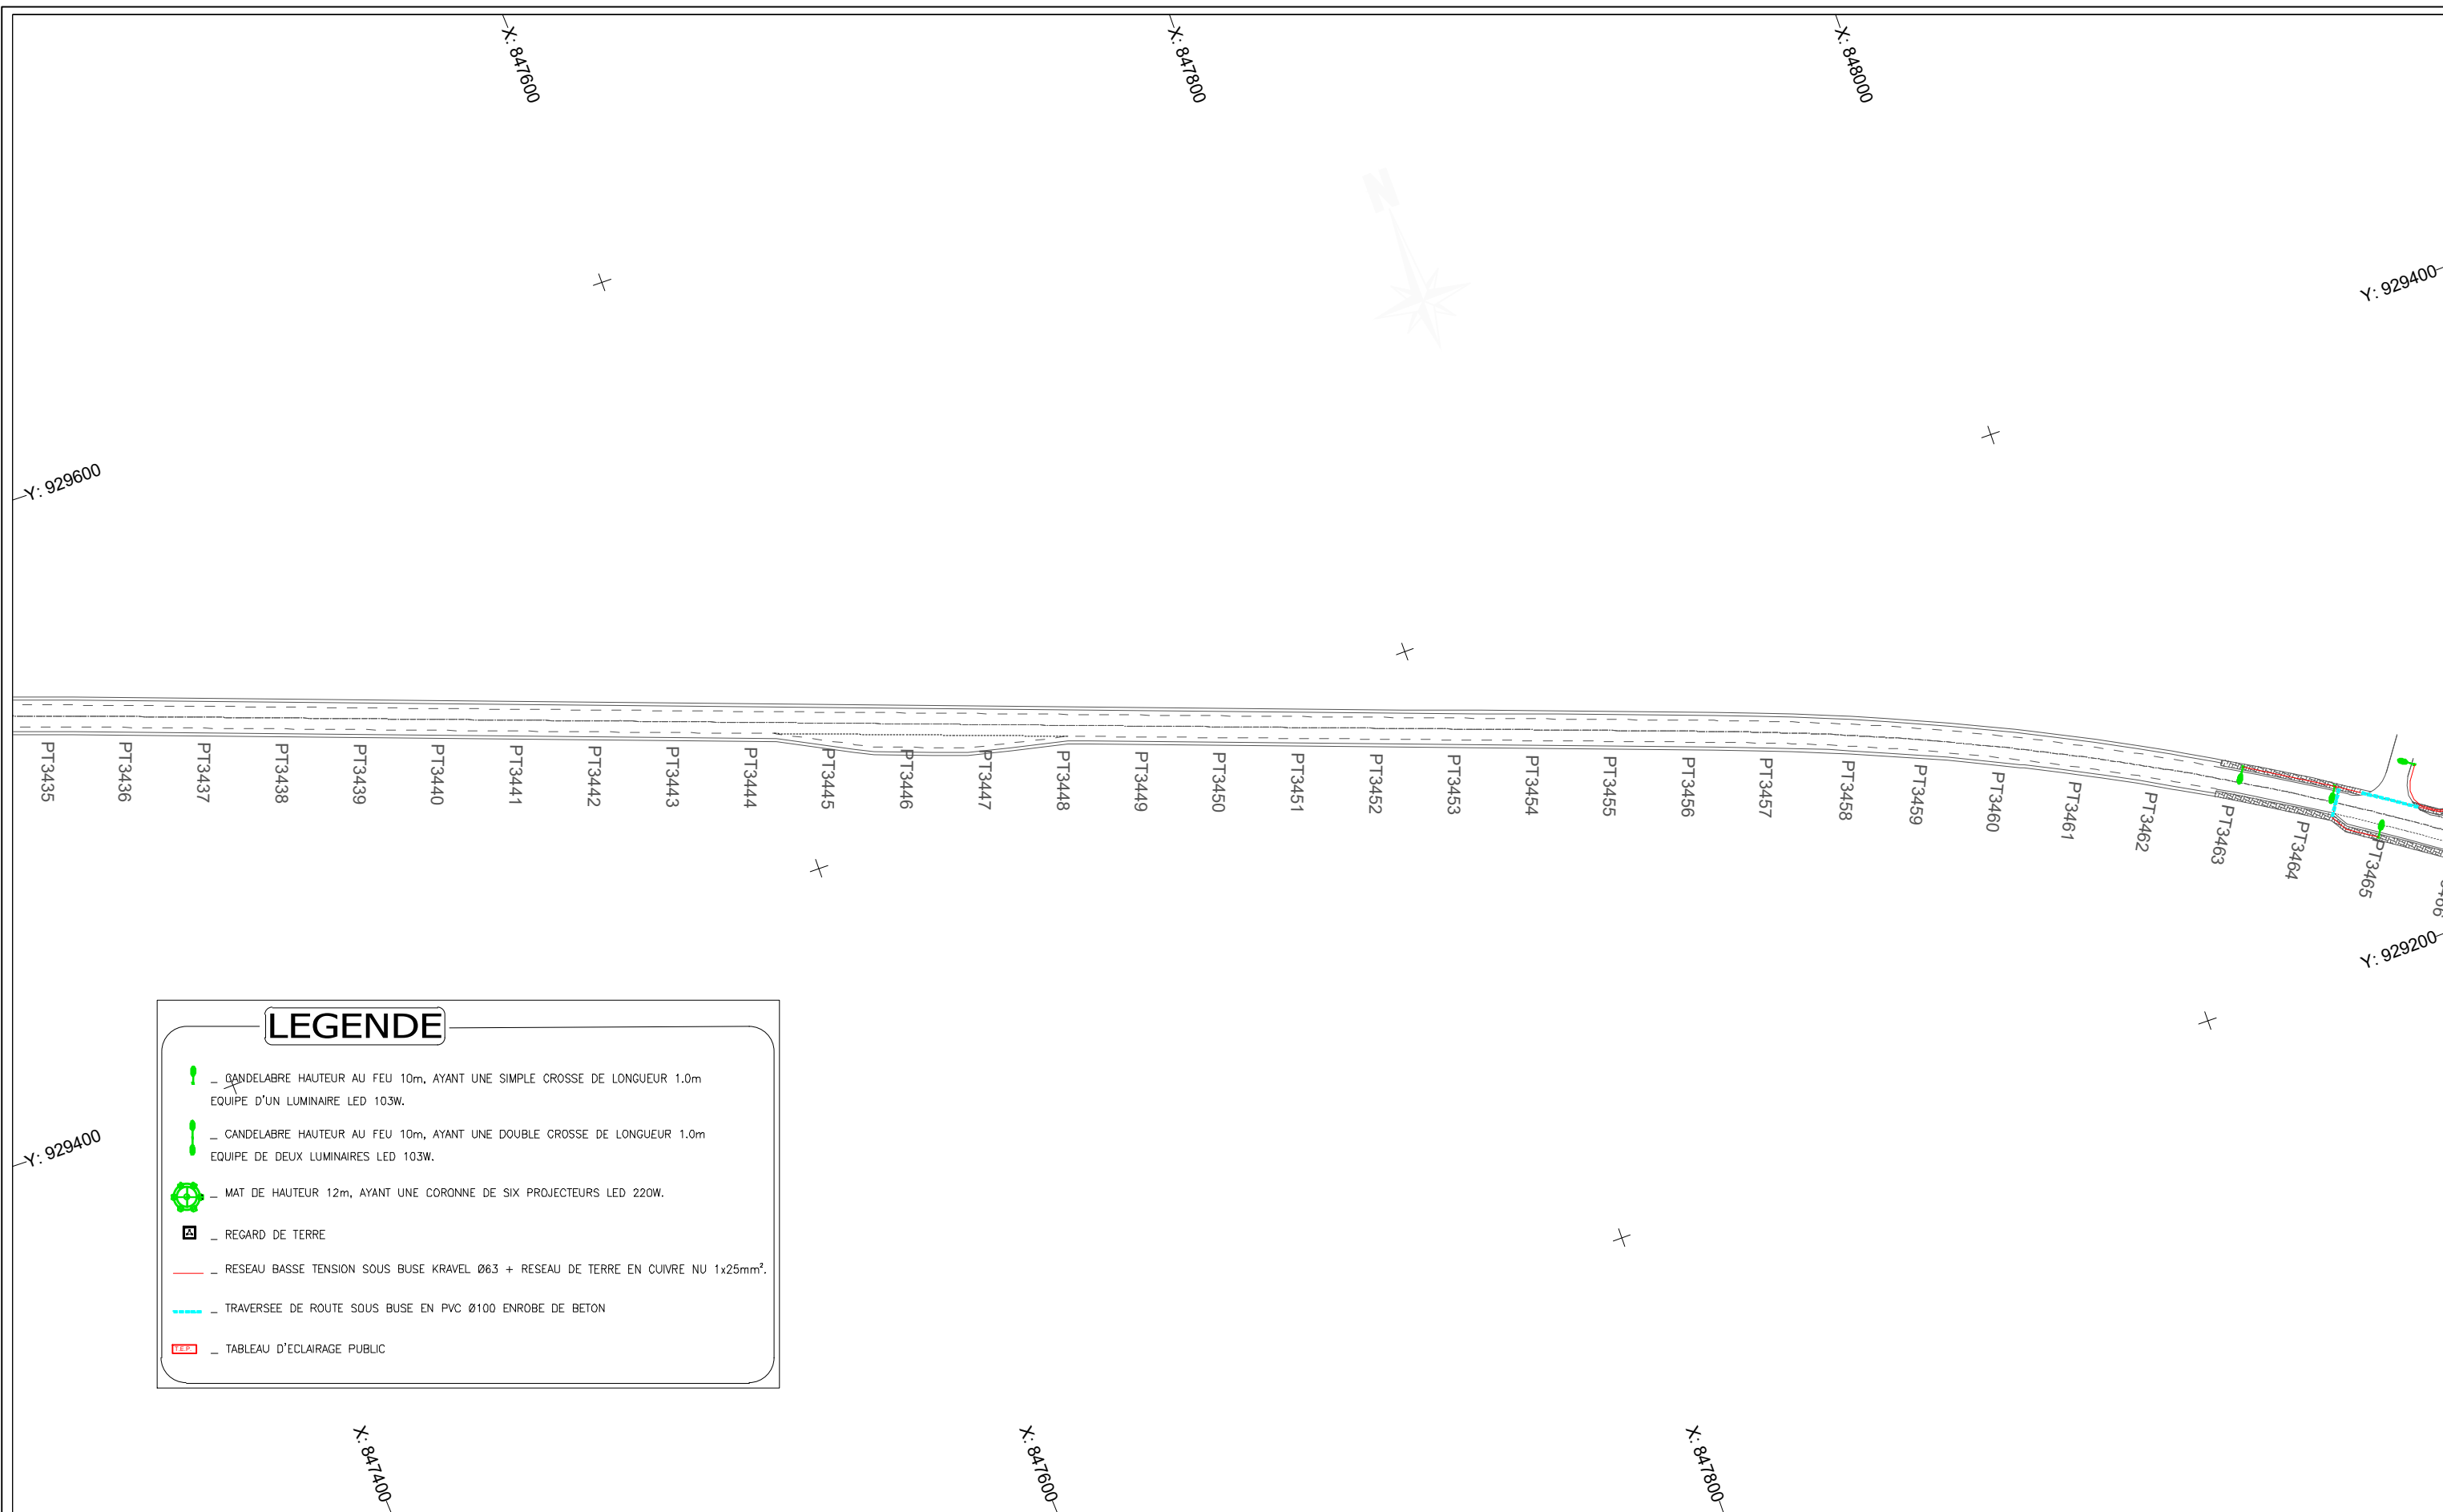 X: 847600
X: 847800
X: 848000
N
Y: 929400
Y: 929600
PT3435
PT3436
PT3437
PT3438
PT3439
PT3440
PT3441
PT3442
PT3443
PT3444
PT3445
PT3446
PT3447
PT3448
PT3449
PT3450
PT3451
PT3452
PT3453
PT3454
PT3455
PT3456
PT3457
PT3458
PT3459
PT3460
PT3461
PT3462
PT3463
PT3464
PT3465
Y: 929200
LEGENDE
_ CANDELABRE HAUTEUR AU FEU 10m, AYANT UNE SIMPLE CROSSE DE LONGUEUR 1.0m
EQUIPE D'UN LUMINAIRE LED 103W.
_ CANDELABRE HAUTEUR AU FEU 10m, AYANT UNE DOUBLE CROSSE DE LONGUEUR 1.0m
EQUIPE DE DEUX LUMINAIRES LED 103W.
Y: 929400
_ MAT DE HAUTEUR 12m, AYANT UNE CORONNE DE SIX PROJECTEURS LED 220W.
_ REGARD DE TERRE
_ RESEAU BASSE TENSION SOUS BUSE KRAVEL Ø63 + RESEAU DE TERRE EN CUIVRE NU 1x25mm².
_ TRAVERSEE DE ROUTE SOUS BUSE EN PVC Ø100 ENROBE DE BETON
T.E.P. _ TABLEAU D'ECLAIRAGE PUBLIC
X: 847400
X: 847600
X: 847800